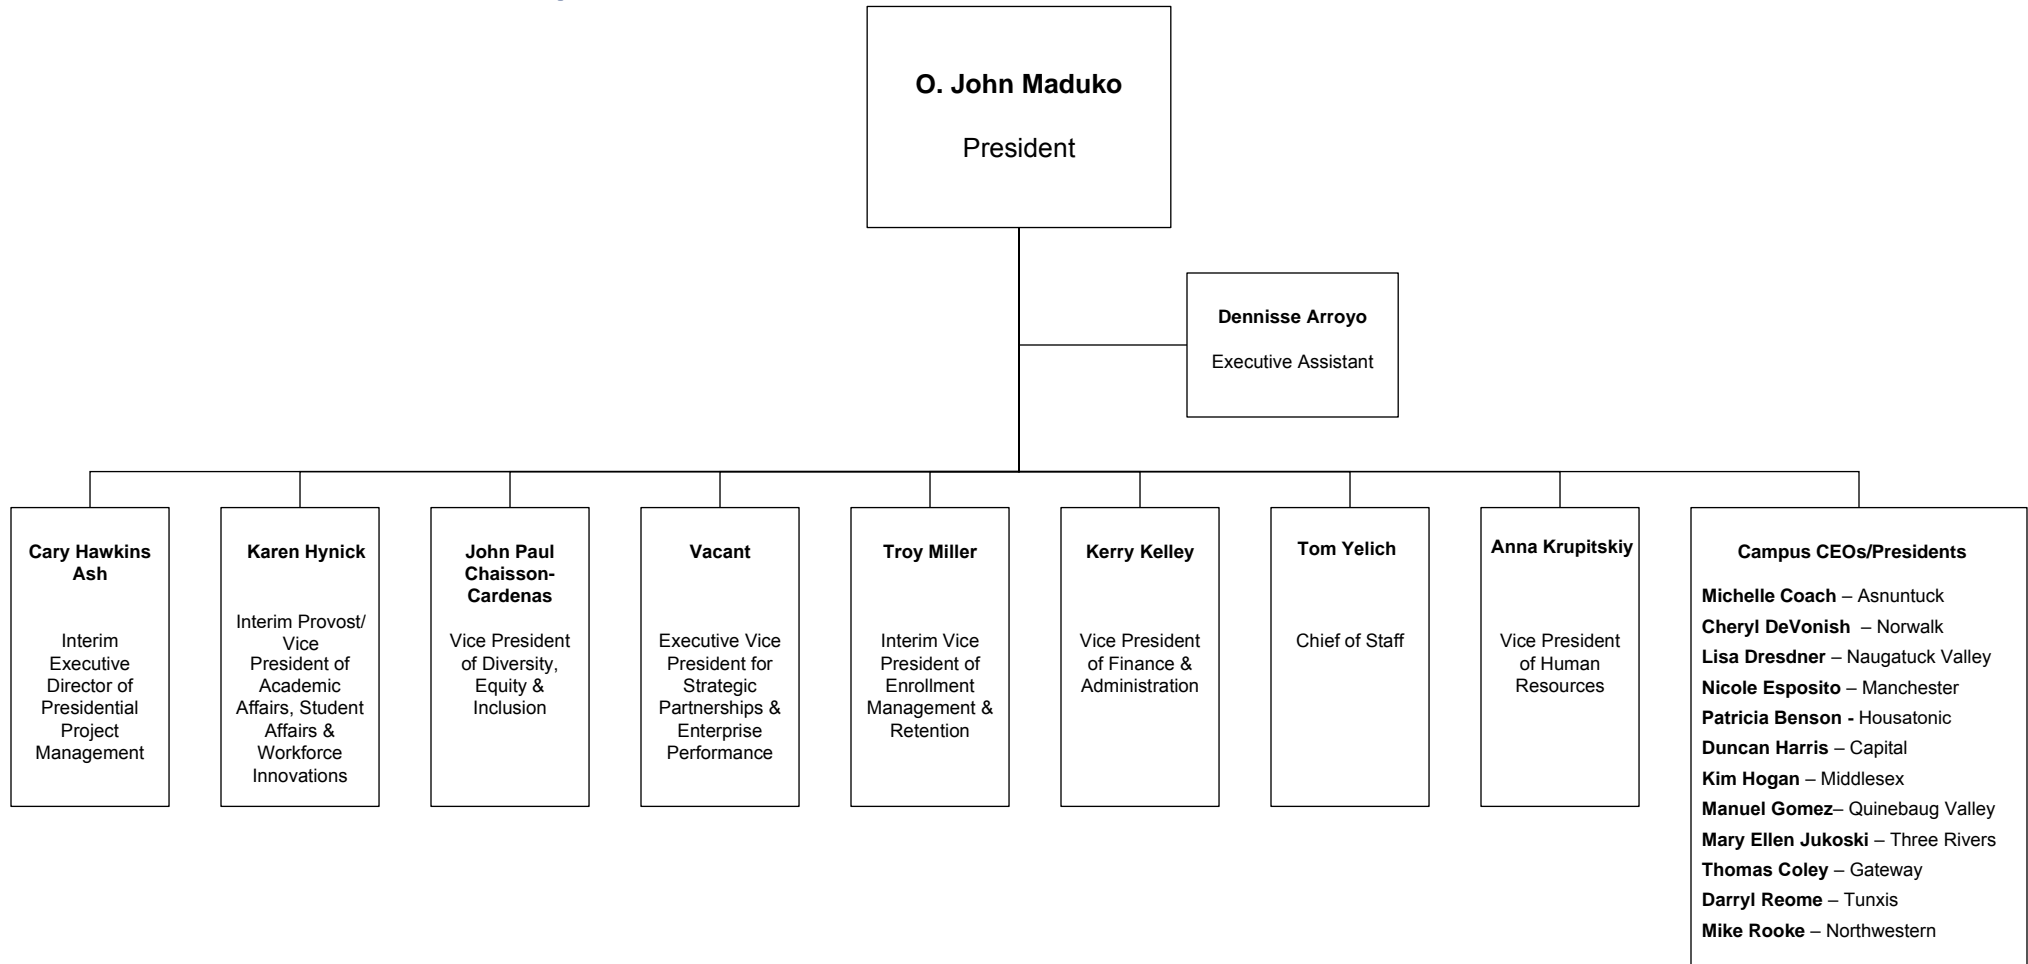 O. John Maduko
President
Dennisse Arroyo
Executive Assistant
Cary Hawkins
Ash
Interim
Executive
Director of
Presidential
Project
Management
Karen Hynick
Interim Provost/
Vice
President of
Academic
Affairs, Student
Affairs &
Workforce
Innovations
John Paul
Chaisson-
Cardenas
Vice President
of Diversity,
Equity &
Inclusion
Vacant
Executive Vice
President for
Strategic
Partnerships &
Enterprise
Performance
Troy Miller
Interim Vice
President of
Enrollment
Management &
Retention
Kerry Kelley
Vice President
of Finance &
Administration
Tom Yelich
Chief of Staff
Anna Krupitskiy
Vice President
of Human
Resources
Campus CEOs/Presidents
Michelle Coach – Asnuntuck
Cheryl DeVonish – Norwalk
Lisa Dresdner – Naugatuck Valley
Nicole Esposito – Manchester
Patricia Benson - Housatonic
Duncan Harris – Capital
Kim Hogan – Middlesex
Manuel Gomez– Quinebaug Valley
Mary Ellen Jukoski – Three Rivers
Thomas Coley – Gateway
Darryl Reome – Tunxis
Mike Rooke – Northwestern